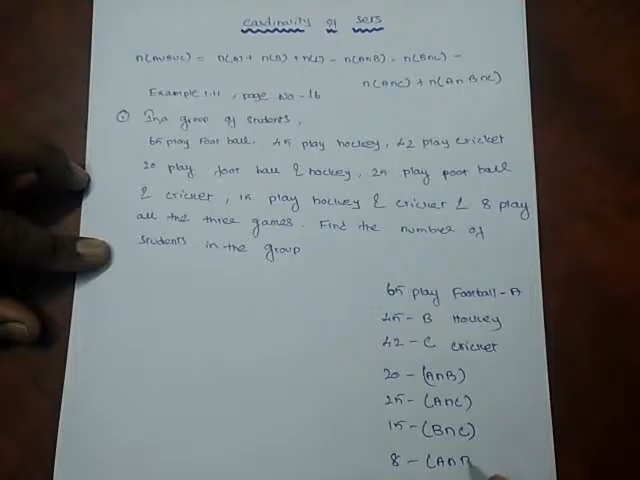 Cardinality of sets
n(AUBUC) = n(A) + n(B) + n(C) - n(A∩B) - n(B∩C) -
n(A∩C) + n(A∩B∩C)
Example 1.11, page No - 16
① In a group of students,
65 play foot ball, 45 play hockey, 42 play cricket
20 play foot ball & hockey, 25 play foot ball
& cricket, 15 play hockey & cricket & 8 play
all the three games. Find the number of
students in the group
65 play Football - A
45 - B Hockey
42 - C cricket
20 - (A∩B)
25 - (A∩C)
15 - (B∩C)
8 - (A∩B